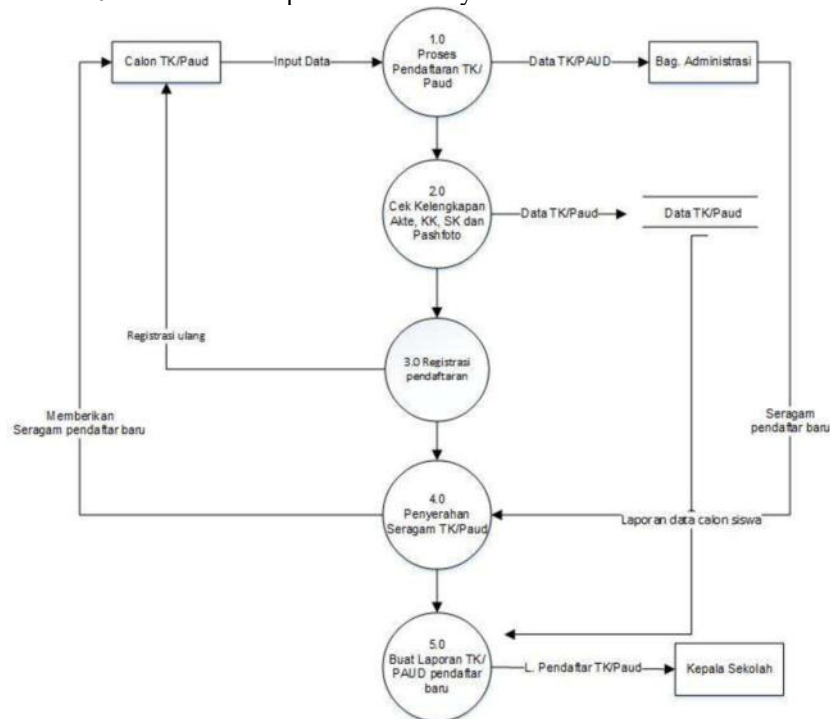 1.0
Proses
Pendaftaran TK/
Paud
Calon TK/Paud
Input Data
Data TK/PAUD
Bag. Administrasi
2.0
Cek Kelengkapan
Akte, KK, SK dan
Pashfoto
Data TK/Paud
Data TK/Paud
Registrasi ulang
3.0 Registrasi
pendaftaran
Memberikan
Seragam pendaftar baru
Seragam
pendaftar baru
4.0
Penyerahan
Seragam TK/Paud
Laporan data calon siswa
5.0
Buat Laporan TK/
PAUD pendaftar
baru
L. Pendaftar TK/Paud
Kepala Sekolah